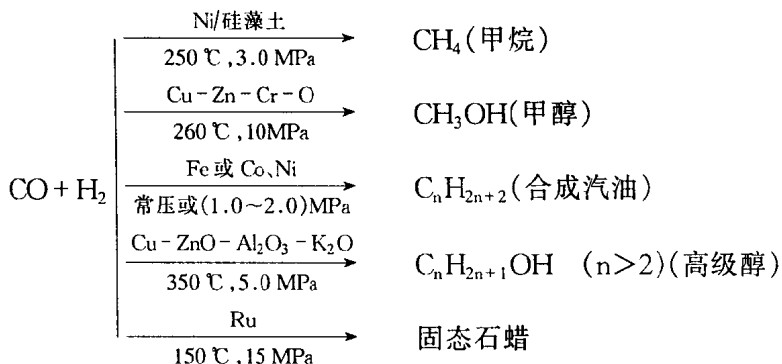 Ni/硅藻土
250℃,3.0 MPa
CH₄(甲烷)
Cu-Zn-Cr-O
260℃,10MPa
CH₃OH(甲醇)
CO+H₂
Fe或Co、Ni
常压或(1.0~2.0)MPa
CₙH₂ₙ₊₂(合成汽油)
Cu-ZnO-Al₂O₃-K₂O
350℃,5.0 MPa
CₙH₂ₙ₊₁OH (n>2)(高级醇)
Ru
150℃,15 MPa
固态石蜡